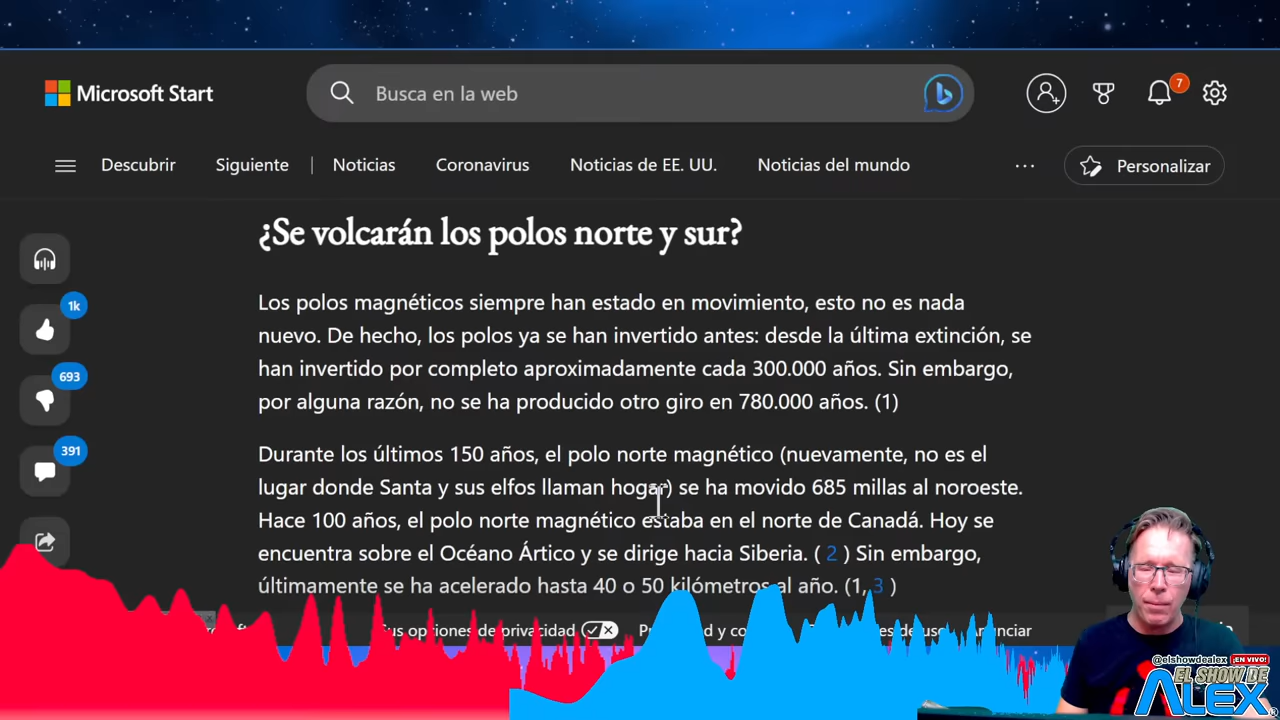 Microsoft Start
Busca en la web
7
Descubrir
Siguiente
Noticias
Coronavirus
Noticias de EE. UU.
Noticias del mundo
Personalizar
¿Se volcarán los polos norte y sur?
1k
693
391
Los polos magnéticos siempre han estado en movimiento, esto no es nada
nuevo. De hecho, los polos ya se han invertido antes: desde la última extinción, se
han invertido por completo aproximadamente cada 300.000 años. Sin embargo,
por alguna razón, no se ha producido otro giro en 780.000 años. (1)
Durante los últimos 150 años, el polo norte magnético (nuevamente, no es el
lugar donde Santa y sus elfos llaman hogar) se ha movido 685 millas al noroeste.
Hace 100 años, el polo norte magnético estaba en el norte de Canadá. Hoy se
encuentra sobre el Océano Ártico y se dirige hacia Siberia. ( 2 ) Sin embargo,
últimamente se ha acelerado hasta 40 o 50 kilómetros al año. (1, 3 )
Sus opciones de privacidad
@elshowdealex ¡EN VIVO!
EL SHOW DE
ALEX